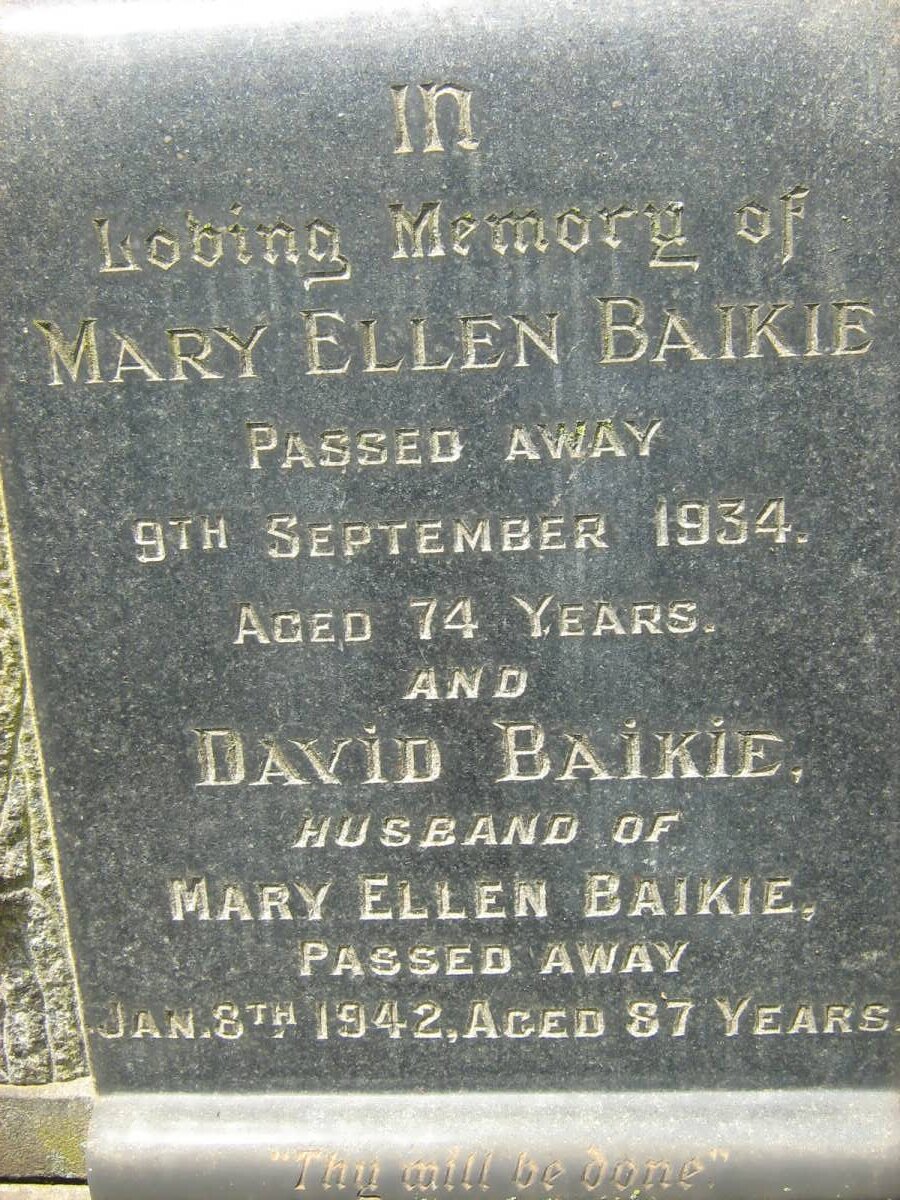 In
Loving Memory of
MARY ELLEN BAIKIE
PASSED AWAY
9TH SEPTEMBER 1934.
AGED 74 YEARS.
AND
DAVID BAIKIE,
HUSBAND OF
MARY ELLEN BAIKIE,
PASSED AWAY
JAN. 8TH 1942, AGED 87 YEARS.
"Thy will be done"